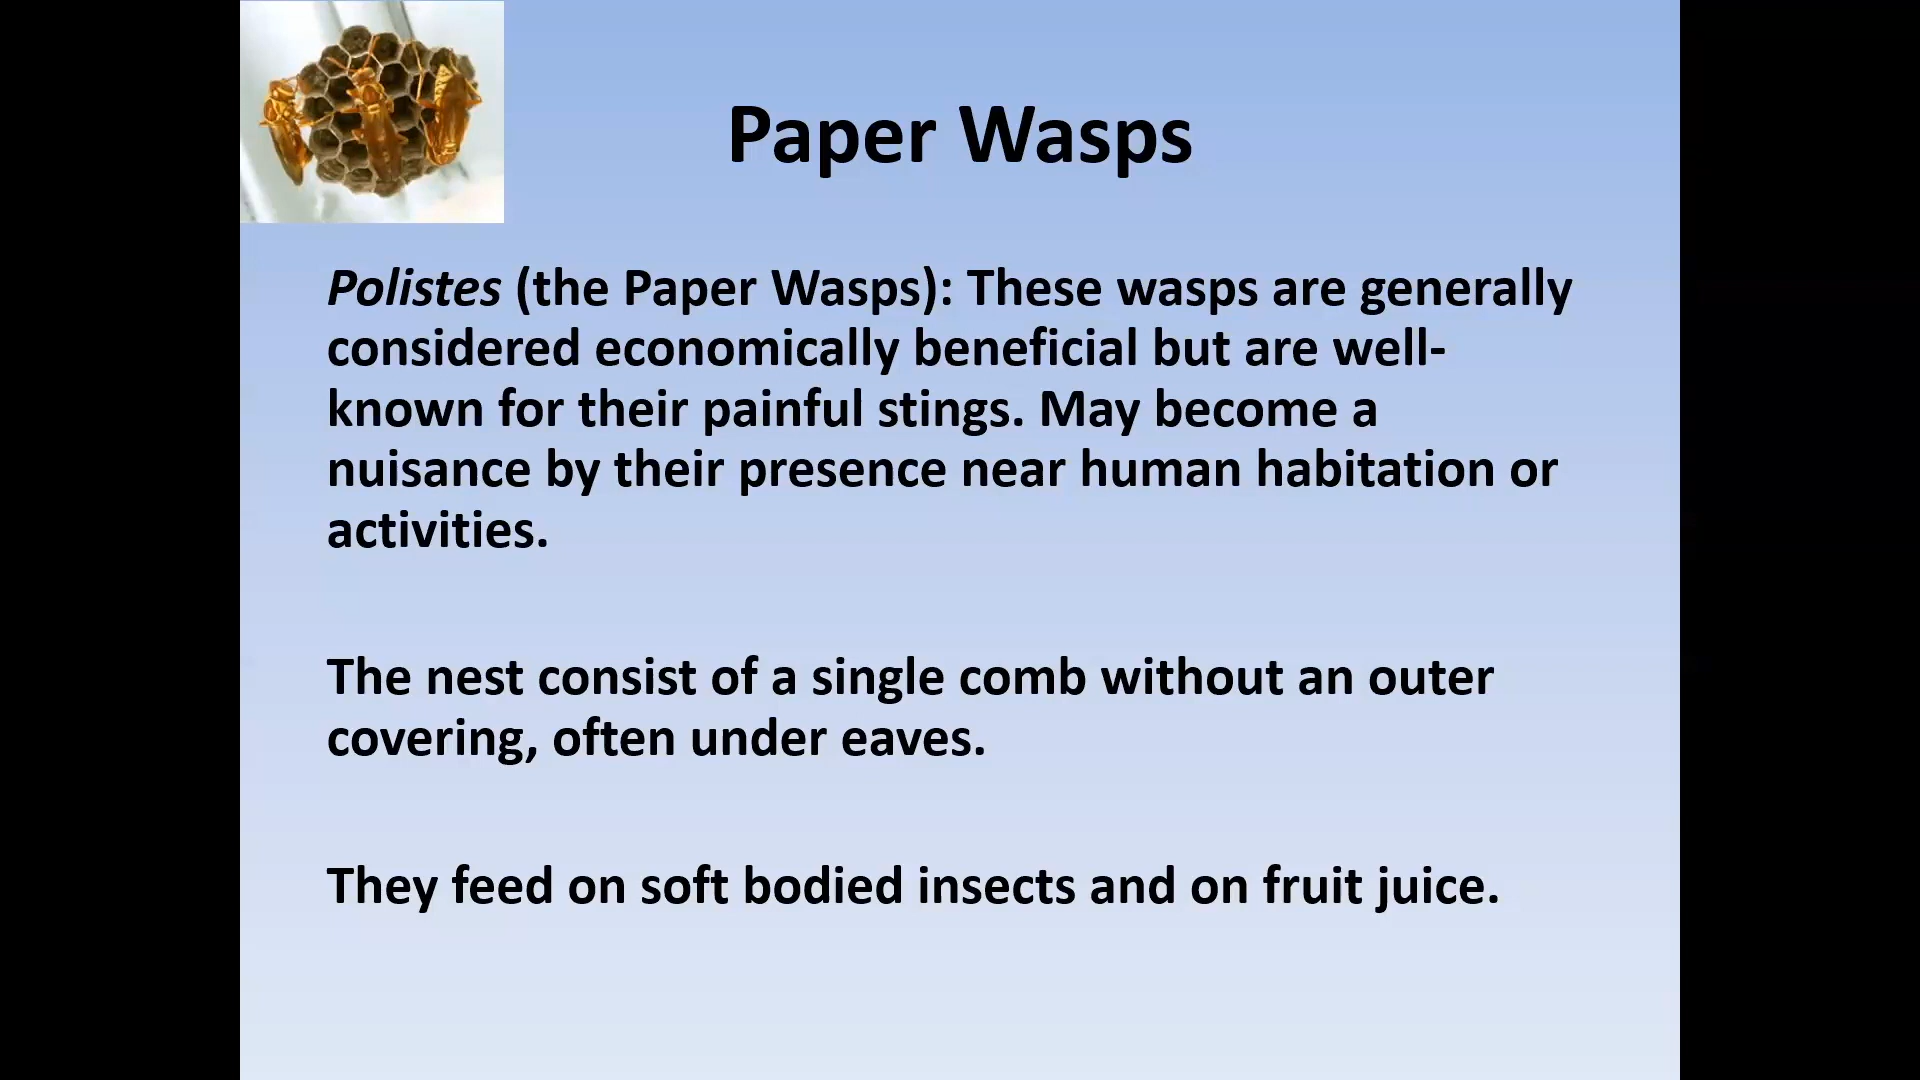 Paper Wasps
Polistes (the Paper Wasps): These wasps are generally
considered economically beneficial but are well-
known for their painful stings. May become a
nuisance by their presence near human habitation or
activities.
The nest consist of a single comb without an outer
covering, often under eaves.
They feed on soft bodied insects and on fruit juice.